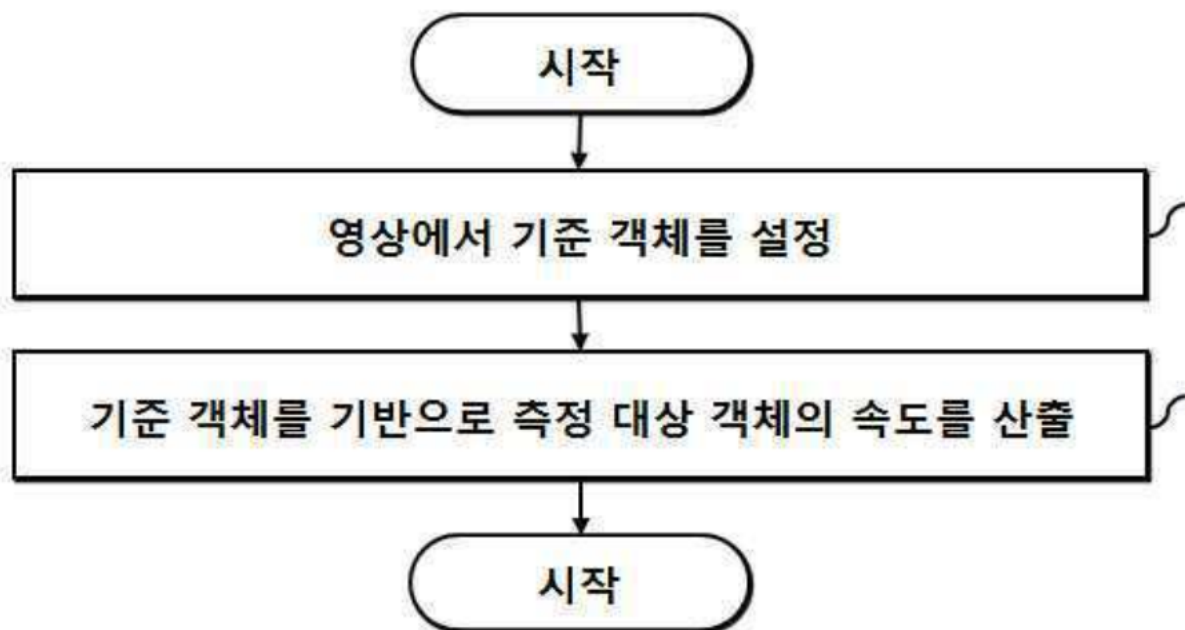 시작
영상에서 기준 객체를 설정
기준 객체를 기반으로 측정 대상 객체의 속도를 산출
시작